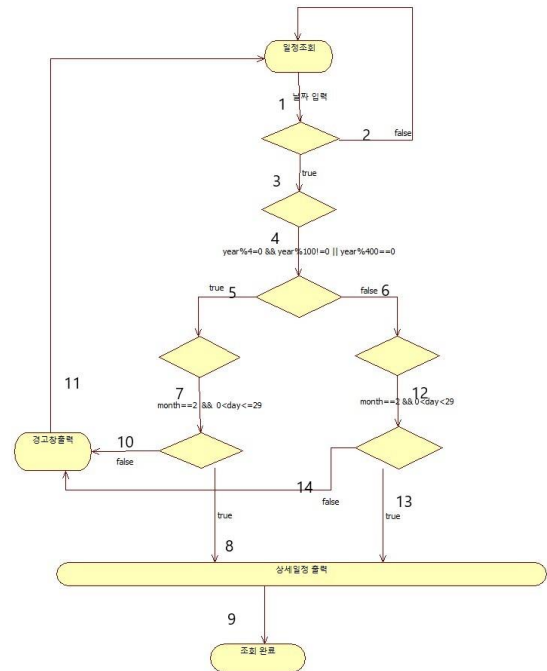 일정조회
날짜 입력
1
2
false
3
true
4
year%4=0 && year%100!=0 || year%400==0
true
5
false
6
7
month==2 && 0<day<=29
12
month==2 && 0<day<29
11
경고창출력
10
false
14
false
13
true
true
8
상세일정 출력
9
조회 완료